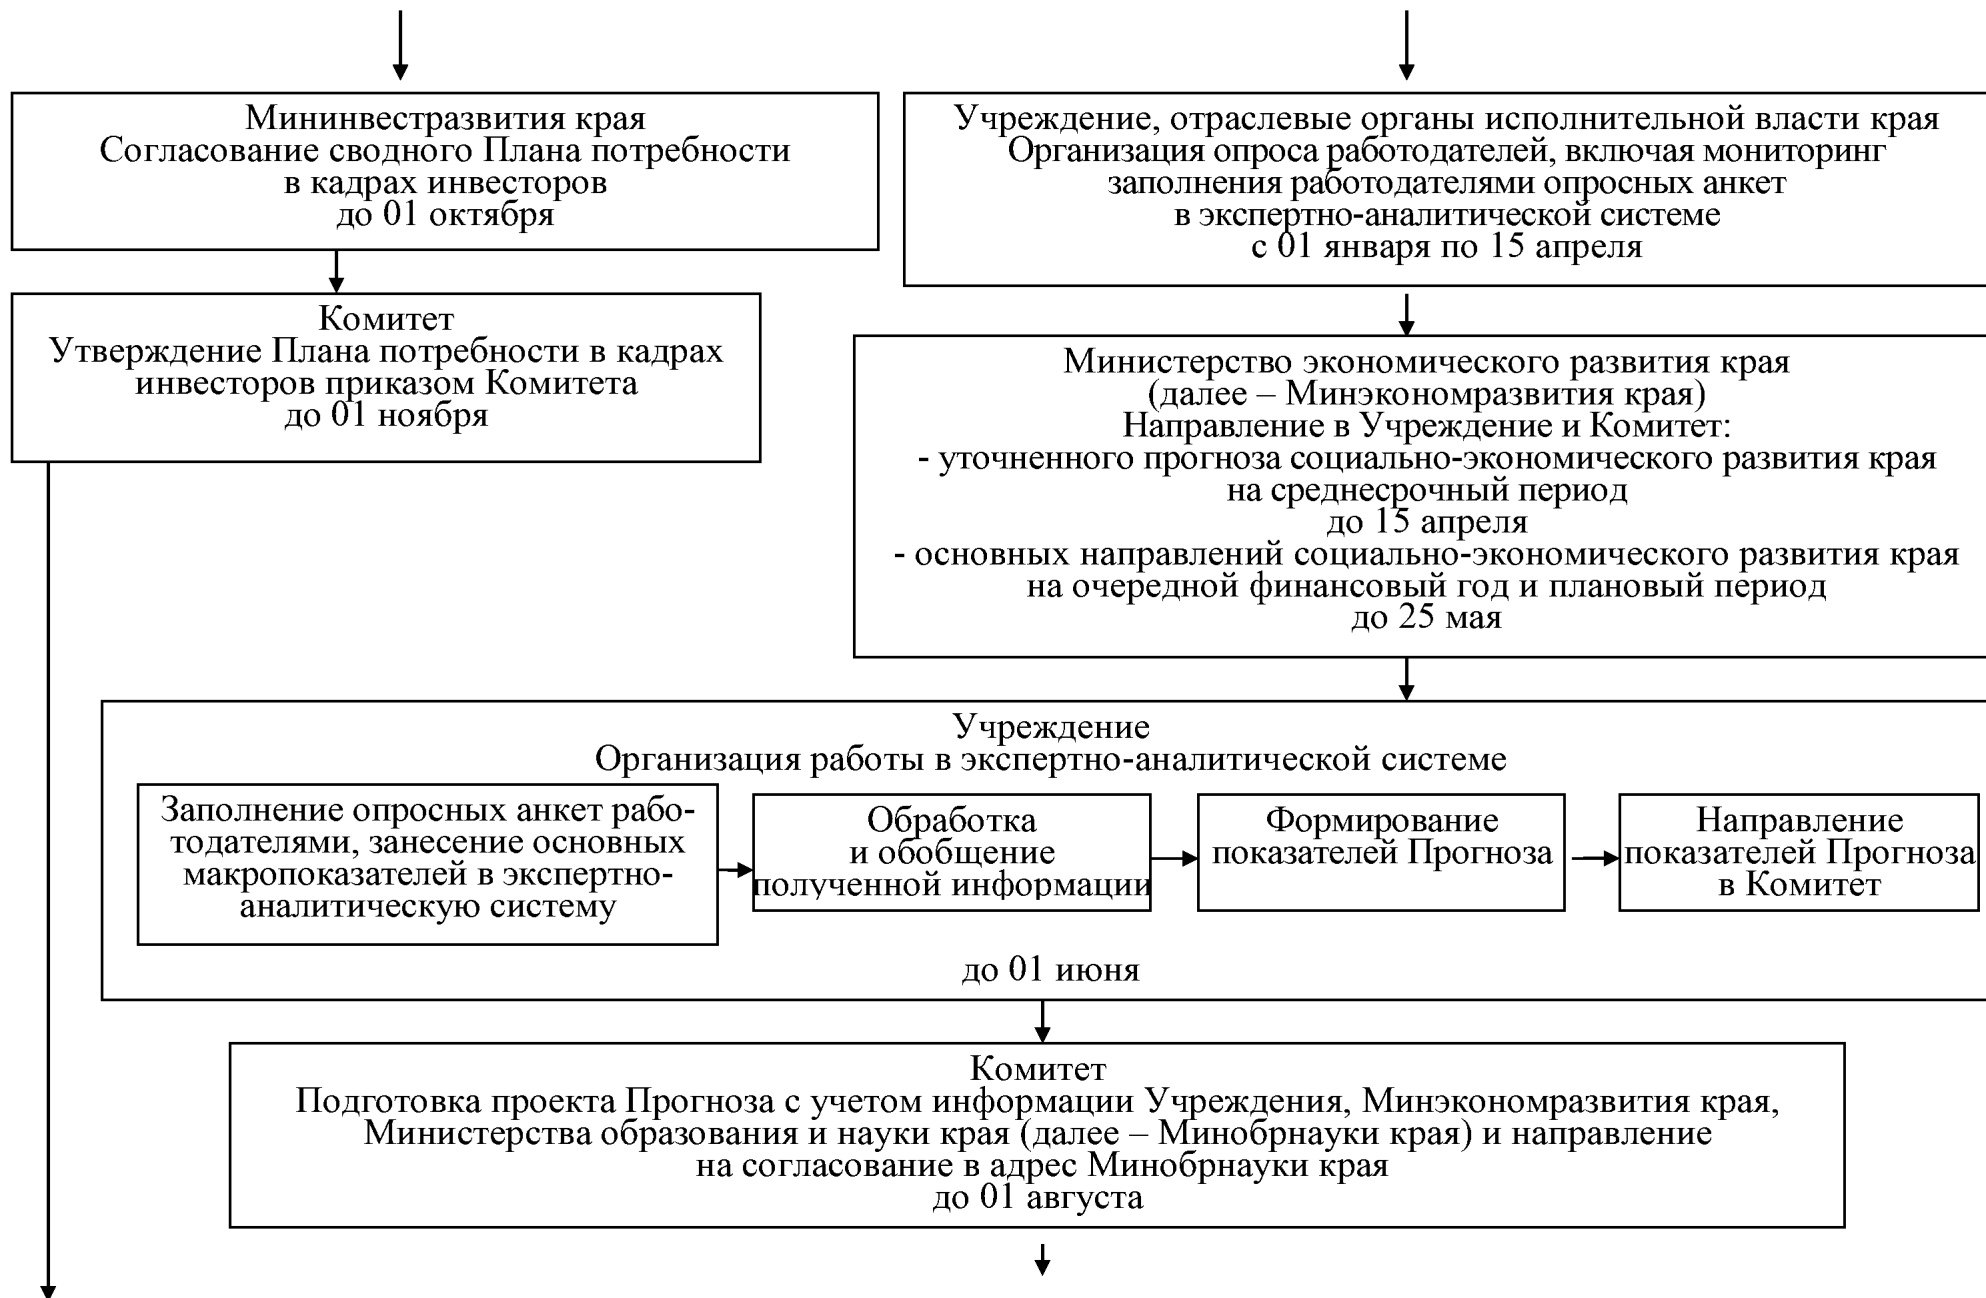 Мининвестразвития края
Согласование сводного Плана потребности
в кадрах инвесторов
до 01 октября
Учреждение, отраслевые органы исполнительной власти края
Организация опроса работодателей, включая мониторинг
заполнения работодателями опросных анкет
в экспертно-аналитической системе
с 01 января по 15 апреля
Комитет
Утверждение Плана потребности в кадрах
инвесторов приказом Комитета
до 01 ноября
Министерство экономического развития края
(далее – Минэкономразвития края)
Направление в Учреждение и Комитет:
- уточненного прогноза социально-экономического развития края
на среднесрочный период
до 15 апреля
- основных направлений социально-экономического развития края
на очередной финансовый год и плановый период
до 25 мая
Учреждение
Организация работы в экспертно-аналитической системе
Заполнение опросных анкет рабо-
тодателями, занесение основных
макропоказателей в экспертно-
аналитическую систему
Обработка
и обобщение
полученной информации
Формирование
показателей Прогноза
Направление
показателей Прогноза
в Комитет
до 01 июня
Комитет
Подготовка проекта Прогноза с учетом информации Учреждения, Минэкономразвития края,
Министерства образования и науки края (далее – Минобрнауки края) и направление
на согласование в адрес Минобрнауки края
до 01 августа